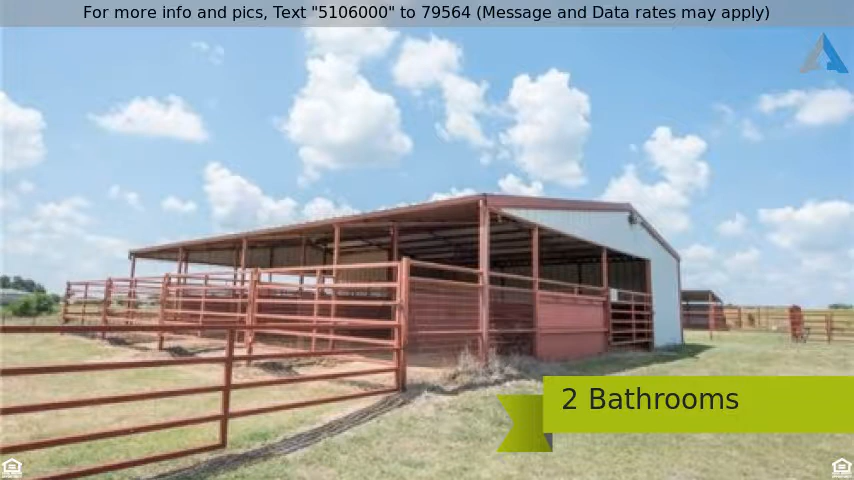 For more info and pics, Text "5106000" to 79564 (Message and Data rates may apply)
2 Bathrooms